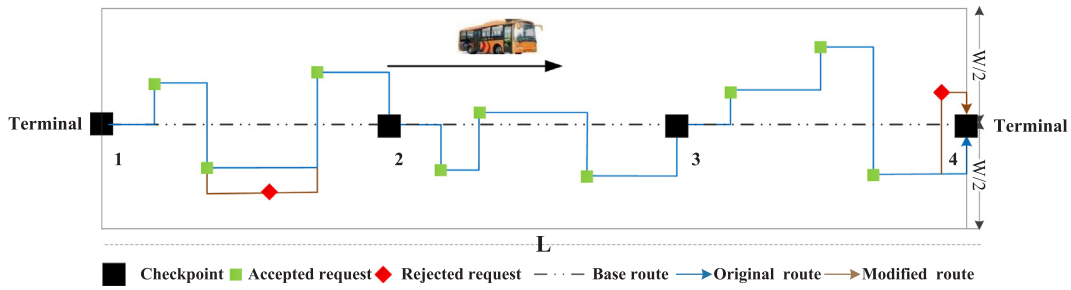 W/2
Terminal
Terminal
1
2
3
4
W/2
L
Checkpoint
Accepted request
Rejected request
Base route
Original route
Modified route